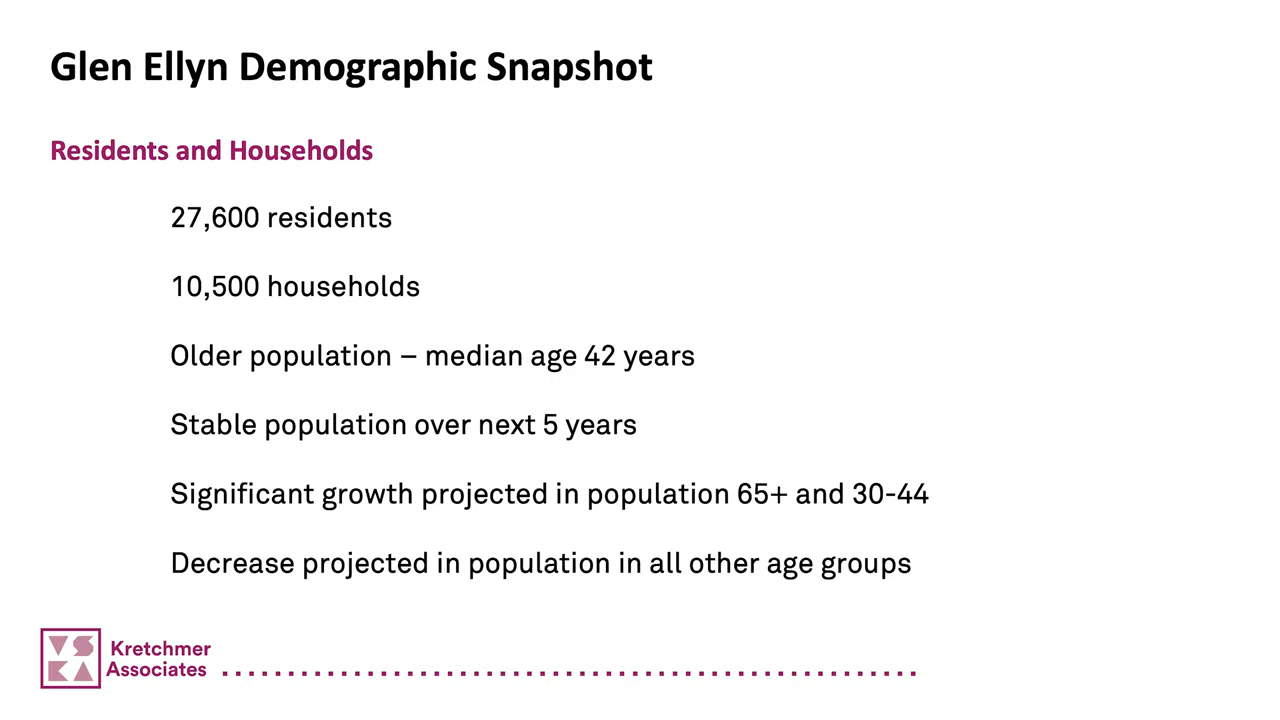 Glen Ellyn Demographic Snapshot
Residents and Households
27,600 residents
10,500 households
Older population – median age 42 years
Stable population over next 5 years
Significant growth projected in population 65+ and 30-44
Decrease projected in population in all other age groups
VS
KA
Kretchmer
Associates